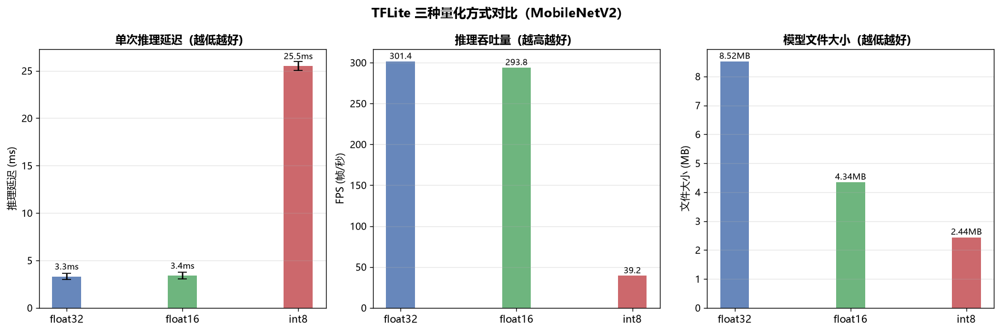 TFLite 三种量化方式对比（MobileNetV2）
单次推理延迟（越低越好）
推理延迟 (ms)
25
20
15
10
5
0
3.3ms
3.4ms
25.5ms
float32
float16
int8
推理吞吐量（越高越好）
FPS (帧/秒)
300
250
200
150
100
50
0
301.4
293.8
39.2
float32
float16
int8
模型文件大小（越低越好）
文件大小 (MB)
8
7
6
5
4
3
2
1
0
8.52MB
4.34MB
2.44MB
float32
float16
int8